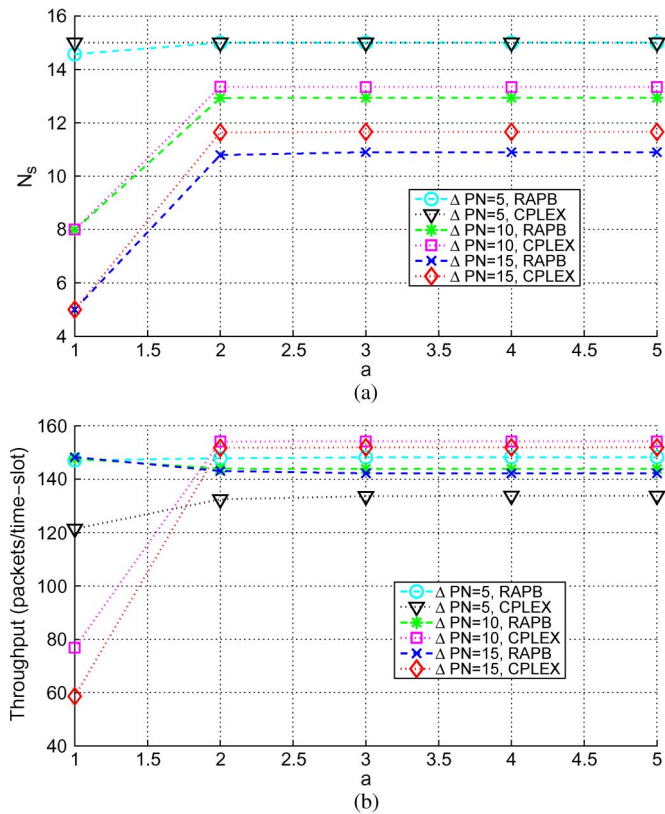 16
14
12
10
8
6
4
N_s
Δ PN=5, RAPB
Δ PN=5, CPLEX
Δ PN=10, RAPB
Δ PN=10, CPLEX
Δ PN=15, RAPB
Δ PN=15, CPLEX
1 1.5 2 2.5 3 3.5 4 4.5 5
a
(a)
160
140
120
100
80
60
40
Throughput (packets/time−slot)
Δ PN=5, RAPB
Δ PN=5, CPLEX
Δ PN=10, RAPB
Δ PN=10, CPLEX
Δ PN=15, RAPB
Δ PN=15, CPLEX
1 1.5 2 2.5 3 3.5 4 4.5 5
a
(b)